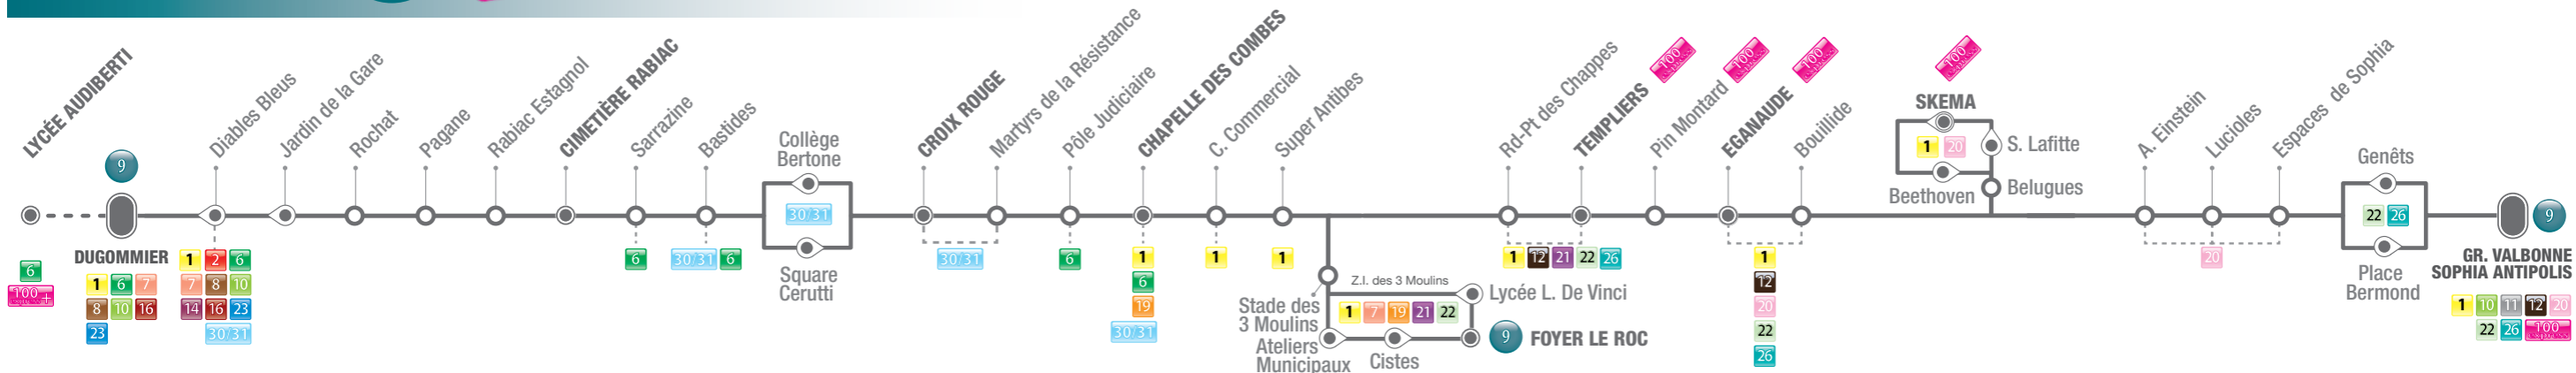 LYCÉE AUDIBERTI
6
100 +
9
DUGOMMIER
1 6 7
8 10 16
23
Diables Bleus
1 2 6
7 8 10
14 16 23
30/31
Jardin de la Gare
Rochat
Pagane
Rabiac Estagnol
CIMETIÈRE RABIAC
Sarrazine
6
Bastides
30/31 6
Collège
Bertone
30/31
Square
Cerutti
CROIX ROUGE
Martyrs de la Résistance
30/31
Pôle Judiciaire
6
CHAPELLE DES COMBES
1
6
19
30/31
C. Commercial
1
Super Antibes
1
Stade des
3 Moulins
Z.I. des 3 Moulins
1 7 19 21 22
Lycée L. De Vinci
Ateliers
Municipaux
Cistes
9 FOYER LE ROC
Rd-Pt des Chappes
TEMPLIERS
100
1 12 21 22 26
Pin Montard
100
EGANAUDE
100
Bouillide
1
12
20
22
26
100
SKEMA
1 20
S. Lafitte
Beethoven
Belugues
A. Einstein
Lucioles
Espaces de Sophia
20
Genêts
22 26
Place
Bermond
9
GR. VALBONNE
SOPHIA ANTIPOLIS
1 10 11 12 20
22 26 100